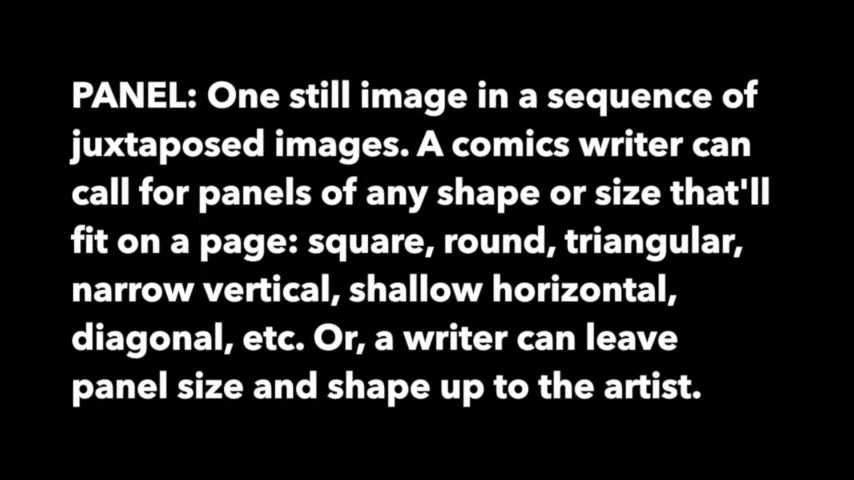 PANEL: One still image in a sequence of
juxtaposed images. A comics writer can
call for panels of any shape or size that'll
fit on a page: square, round, triangular,
narrow vertical, shallow horizontal,
diagonal, etc. Or, a writer can leave
panel size and shape up to the artist.